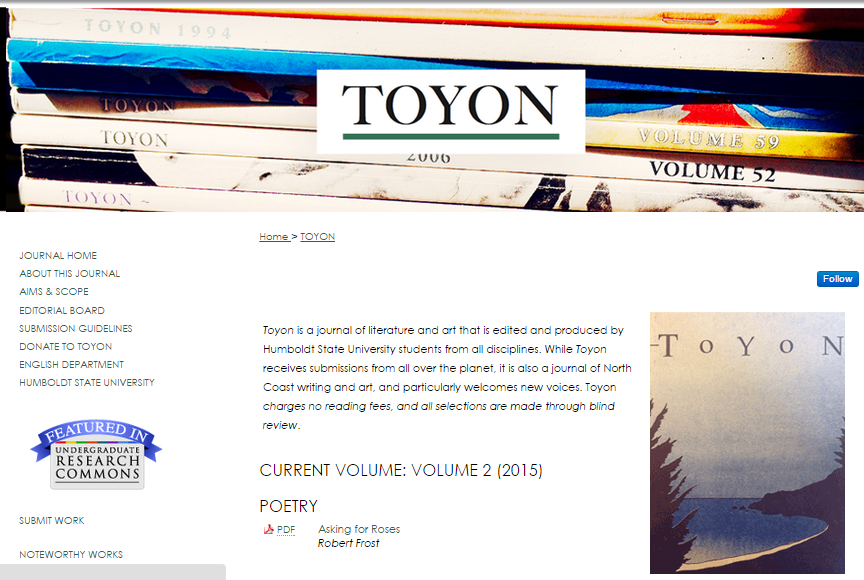 TOYON 1994
TOYON
TOYON
TOYON
2006
TOYON ~
VOLUME 59
VOLUME 52
Home > TOYON
JOURNAL HOME
ABOUT THIS JOURNAL
AIMS & SCOPE
EDITORIAL BOARD
SUBMISSION GUIDELINES
DONATE TO TOYON
ENGLISH DEPARTMENT
HUMBOLDT STATE UNIVERSITY
FEATURED IN
UNDERGRADUATE
RESEARCH
COMMONS
SUBMIT WORK
NOTEWORTHY WORKS
Follow
Toyon is a journal of literature and art that is edited and produced by
Humboldt State University students from all disciplines. While Toyon
receives submissions from all over the planet, it is also a journal of North
Coast writing and art, and particularly welcomes new voices. Toyon
charges no reading fees, and all selections are made through blind
review.
TOYON
CURRENT VOLUME: VOLUME 2 (2015)
POETRY
PDF Asking for Roses
Robert Frost